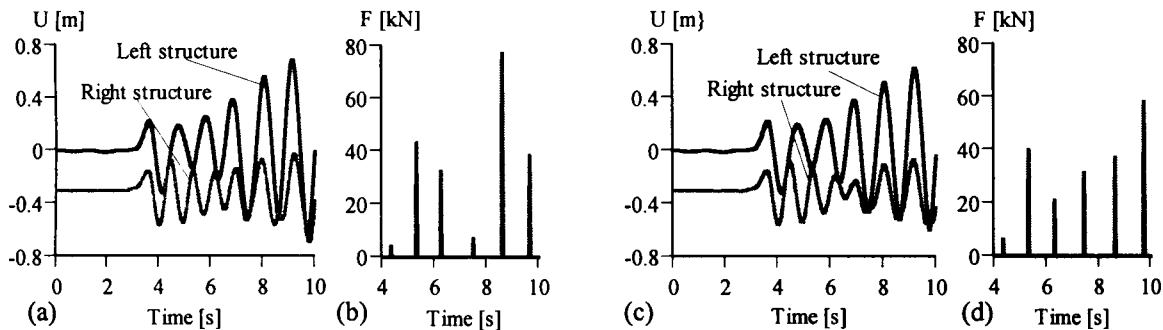 U [m]
0.8
0.4
0
-0.4
-0.8
Left structure
Right structure
0 2 4 6 8 10
(a) Time [s]
F [kN]
80
60
40
20
0
4 6 8 10
(b) Time [s]
U [m}
0.8
0.4
0
-0.4
-0.8
Left structure
Right structure
0 2 4 6 8 10
(c) Time [s]
F [kN]
80
60
40
20
0
4 6 8 10
(d) Time [s]